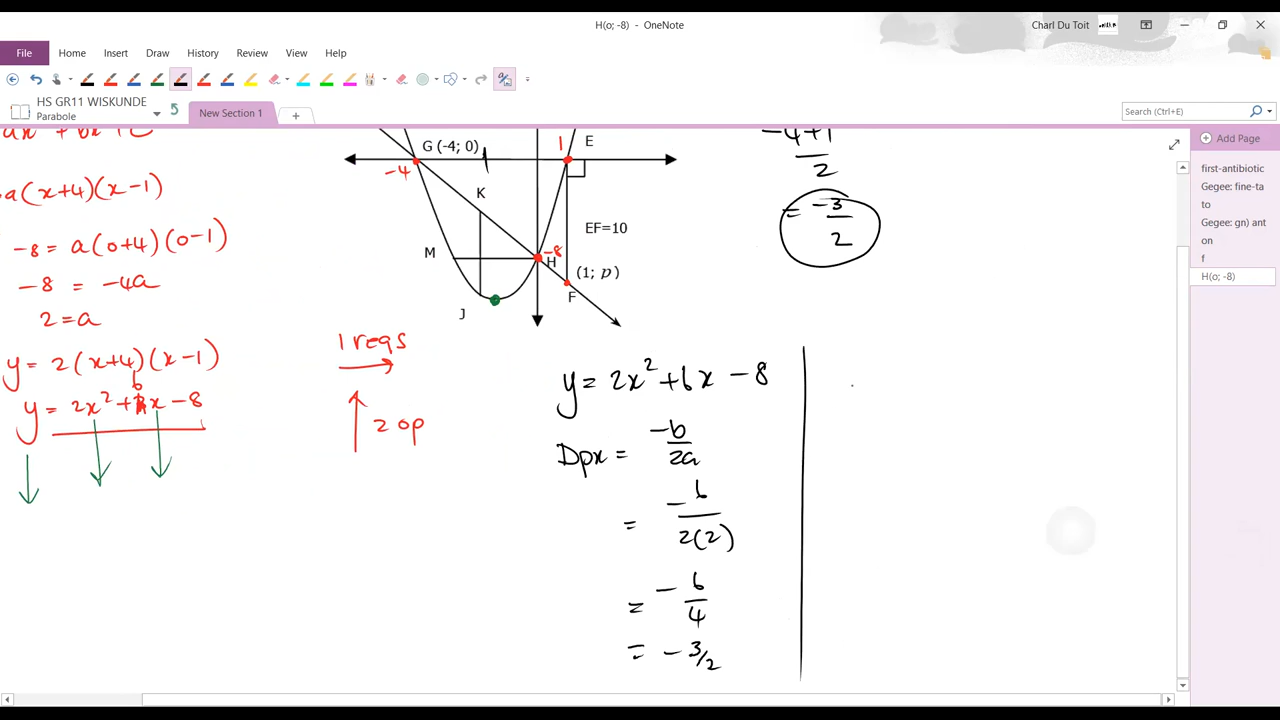 H(o; -8) - OneNote
Charl Du Toit
File Home Insert Draw History Review View Help
HS GR11 WISKUNDE
Parabole
New Section 1
Search (Ctrl+E)
Add Page
first-antibiotic
Gegee: fine-ta
to
Gegee: gn) ant
on
f
H(o; -8)
ax + bx + C
a(x+4)(x-1)
-8 = a(0+4)(0-1)
-8 = -4a
2 = a
y = 2(x+4)(x-1)
y = 2x² + 6x - 8
G (-4; 0)
-4
1
E
K
EF=10
M
-8
H
(1; p)
F
J
1 regs
2 op
-4+1
2
= -3
2
y = 2x² + 6x - 8
Dpx = -b
2a
= -6
2(2)
= -6
4
= -3/2